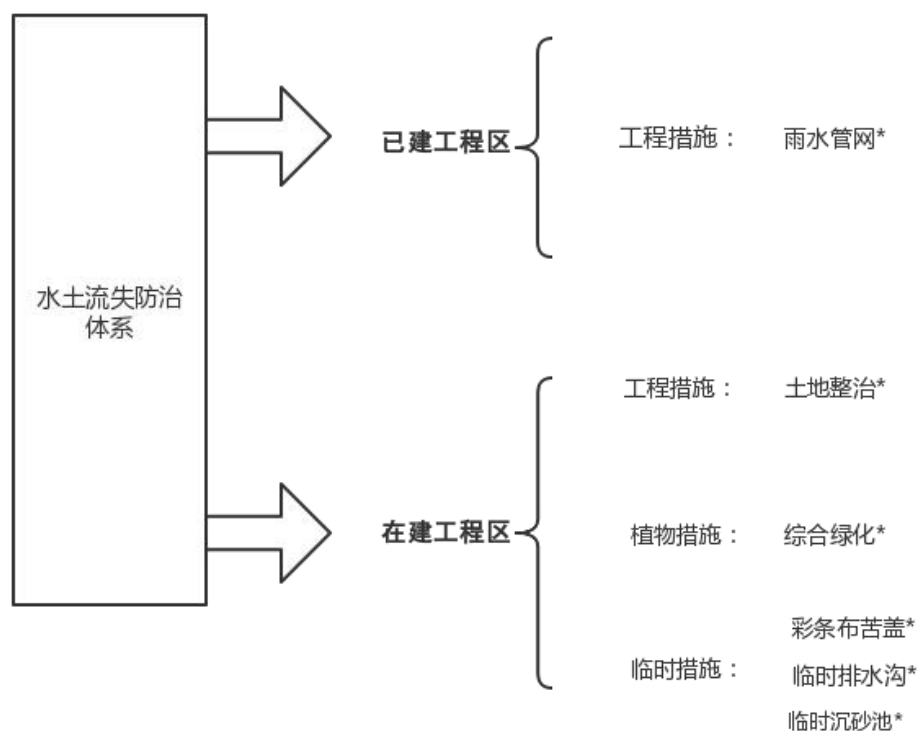 水土流失防治
体系
已建工程区
工程措施： 雨水管网*
在建工程区
工程措施： 土地整治*
植物措施： 综合绿化*
临时措施：
彩条布苫盖*
临时排水沟*
临时沉砂池*